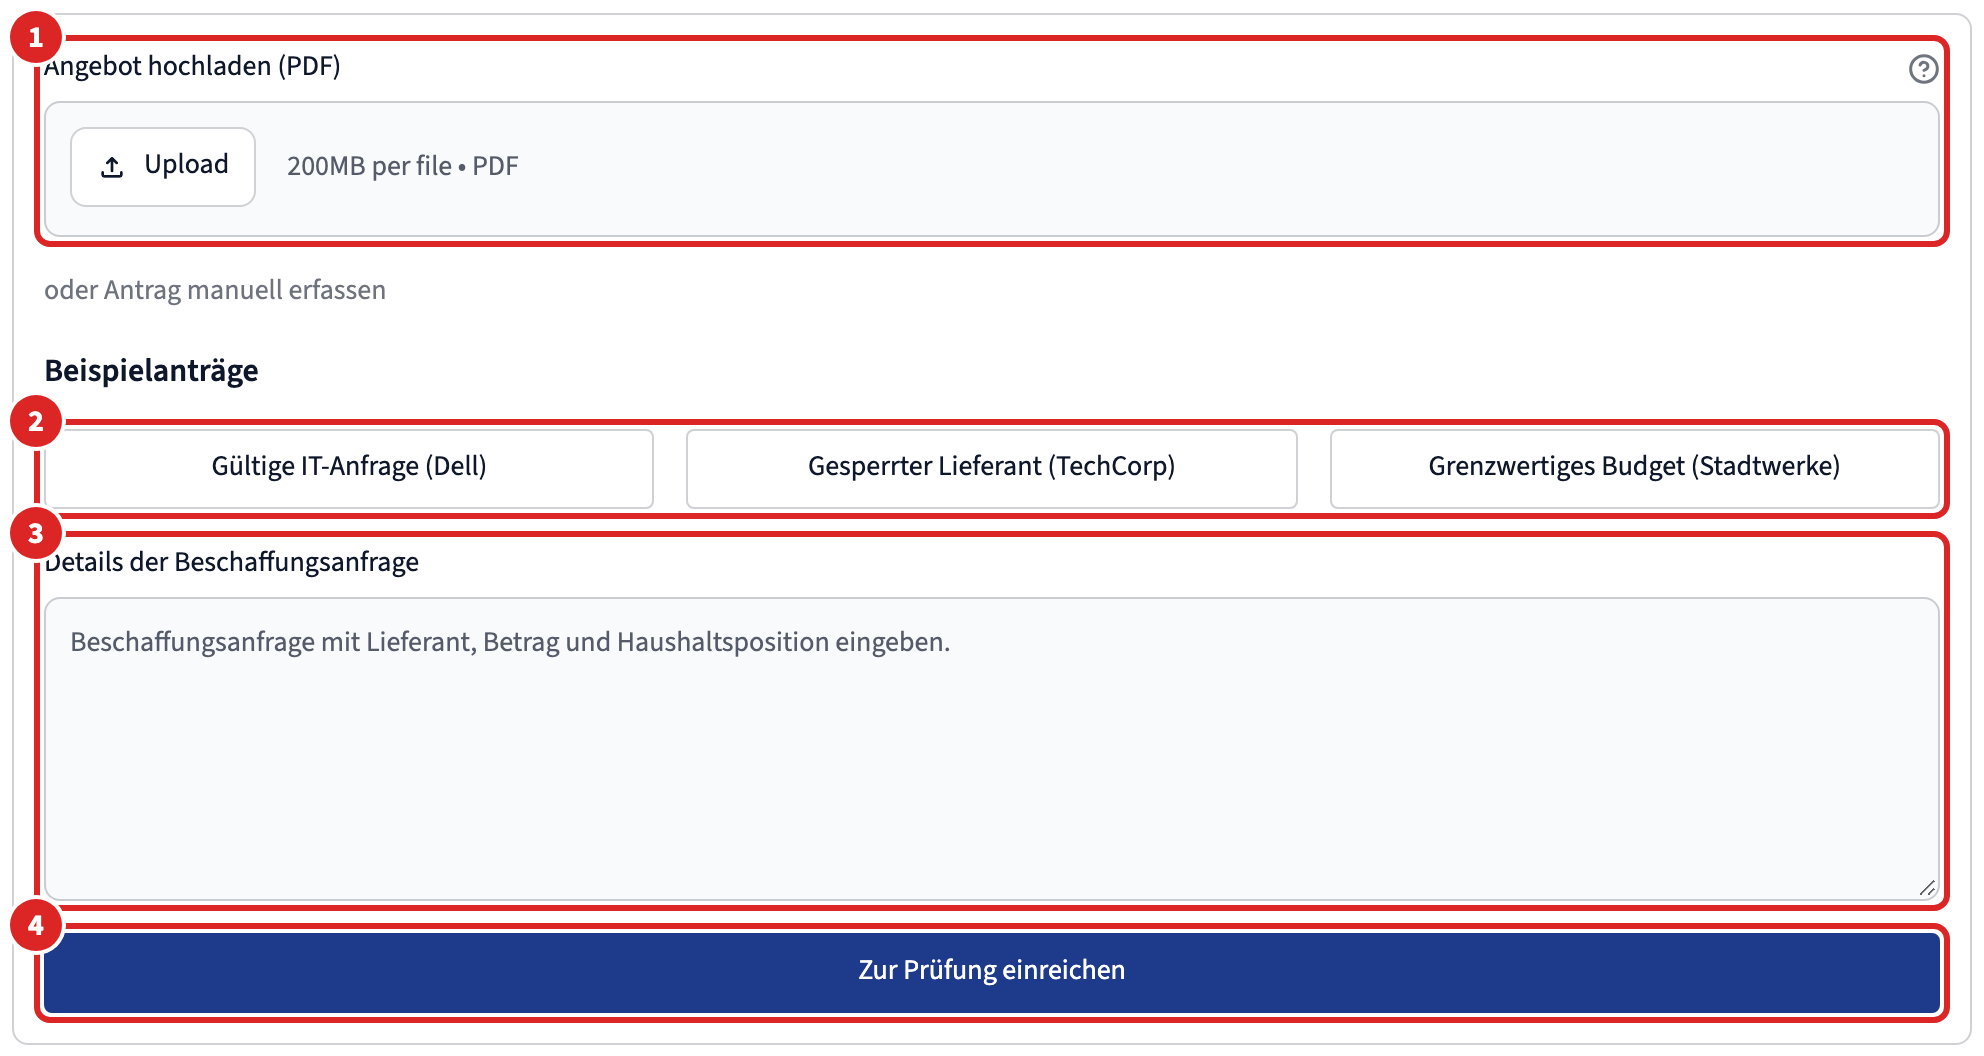 1
Angebot hochladen (PDF)
?
Upload
200MB per file • PDF
oder Antrag manuell erfassen
Beispielanträge
2
Gültige IT-Anfrage (Dell)
Gesperrter Lieferant (TechCorp)
Grenzwertiges Budget (Stadtwerke)
3
Details der Beschaffungsanfrage
Beschaffungsanfrage mit Lieferant, Betrag und Haushaltsposition eingeben.
4
Zur Prüfung einreichen